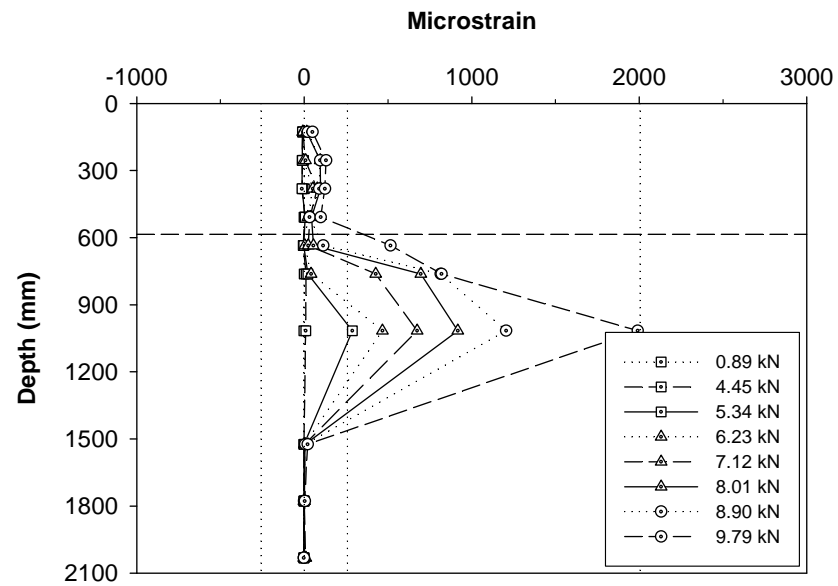 Microstrain
-1000 0 1000 2000 3000
0
300
600
900
1200
1500
1800
2100
Depth (mm)
0.89 kN
4.45 kN
5.34 kN
6.23 kN
7.12 kN
8.01 kN
8.90 kN
9.79 kN